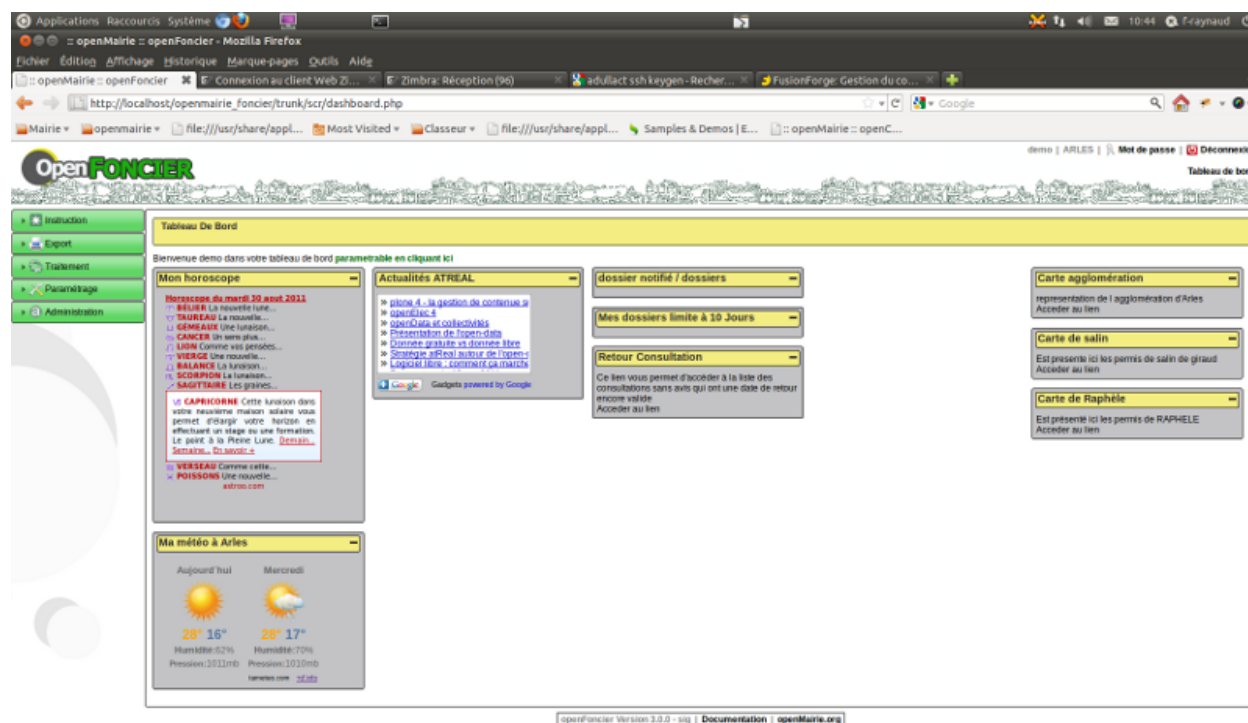 Applications Raccourcis Système 10:44 f-raynaud
:: openMairie :: openFoncier - Mozilla Firefox
Fichier Édition Affichage Historique Marque-pages Outils Aide
:: openMairie :: openFoncier Connexion au client Web Zi... Zimbra: Réception (96) adullact ssh keygen - Recher... FusionForge: Gestion du co...
http://localhost/openmairie_foncier/trunk/scr/dashboard.php Google
Mairie openmairie file:///usr/share/appl... Most Visited Classeur file:///usr/share/appl... Samples & Demos | E... :: openMairie :: openC...
demo | ARLES | Mot de passe | Déconnexio
OpenFONCIER
Tableau de bor
Instruction
Export
Traitement
Paramétrage
Administration
Tableau De Bord
Bienvenue demo dans votre tableau de bord parametrable en cliquant ici
Mon horoscope
Horoscope du mardi 30 aout 2011
BÉLIER La nouvelle lune...
TAUREAU La nouvelle...
GÉMEAUX Une lunaison...
CANCER Un sens plus...
LION Comme vos pensées...
VIERGE Une nouvelle...
BALANCE La lunaison...
SCORPION La lunaison...
SAGITTAIRE Les graines...
CAPRICORNE Cette lunaison dans
votre neuvième maison solaire vous
permet d'élargir votre horizon en
effectuant un stage ou une formation.
Le point à la Pleine Lune. Demain...
Semaine... En savoir +
VERSEAU Comme cette...
POISSONS Une nouvelle...
astroo.com
Ma météo à Arles
Aujourd'hui Mercredi
28° 16° 28° 17°
Humidité:62% Humidité:70%
Pression:1011mb Pression:1010mb
Actualités ATREAL
» plone 4 - la gestion de contenue s
» openElec 4
» openData et collectivités
» Présentation de l'open-data
» Donnée gratuite vs donnée libre
» Stratégie atReal autour de l'open-
» Logiciel libre : comment ça marche
Google Gadgets powered by Google
dossier notifié / dossiers
Mes dossiers limite à 10 Jours
Retour Consultation
Ce lien vous permet d'accéder à la liste des
consultations sans avis qui ont une date de retour
encore valide
Acceder au lien
Carte agglomération
representation de l agglomération d'Arles
Acceder au lien
Carte de salin
Est presente ici les permis de salin de giraud
Acceder au lien
Carte de Raphèle
Est présenté ici les permis de RAPHELE
Acceder au lien
openFoncier Version 3.0.0 - sig | Documentation | openMairie.org